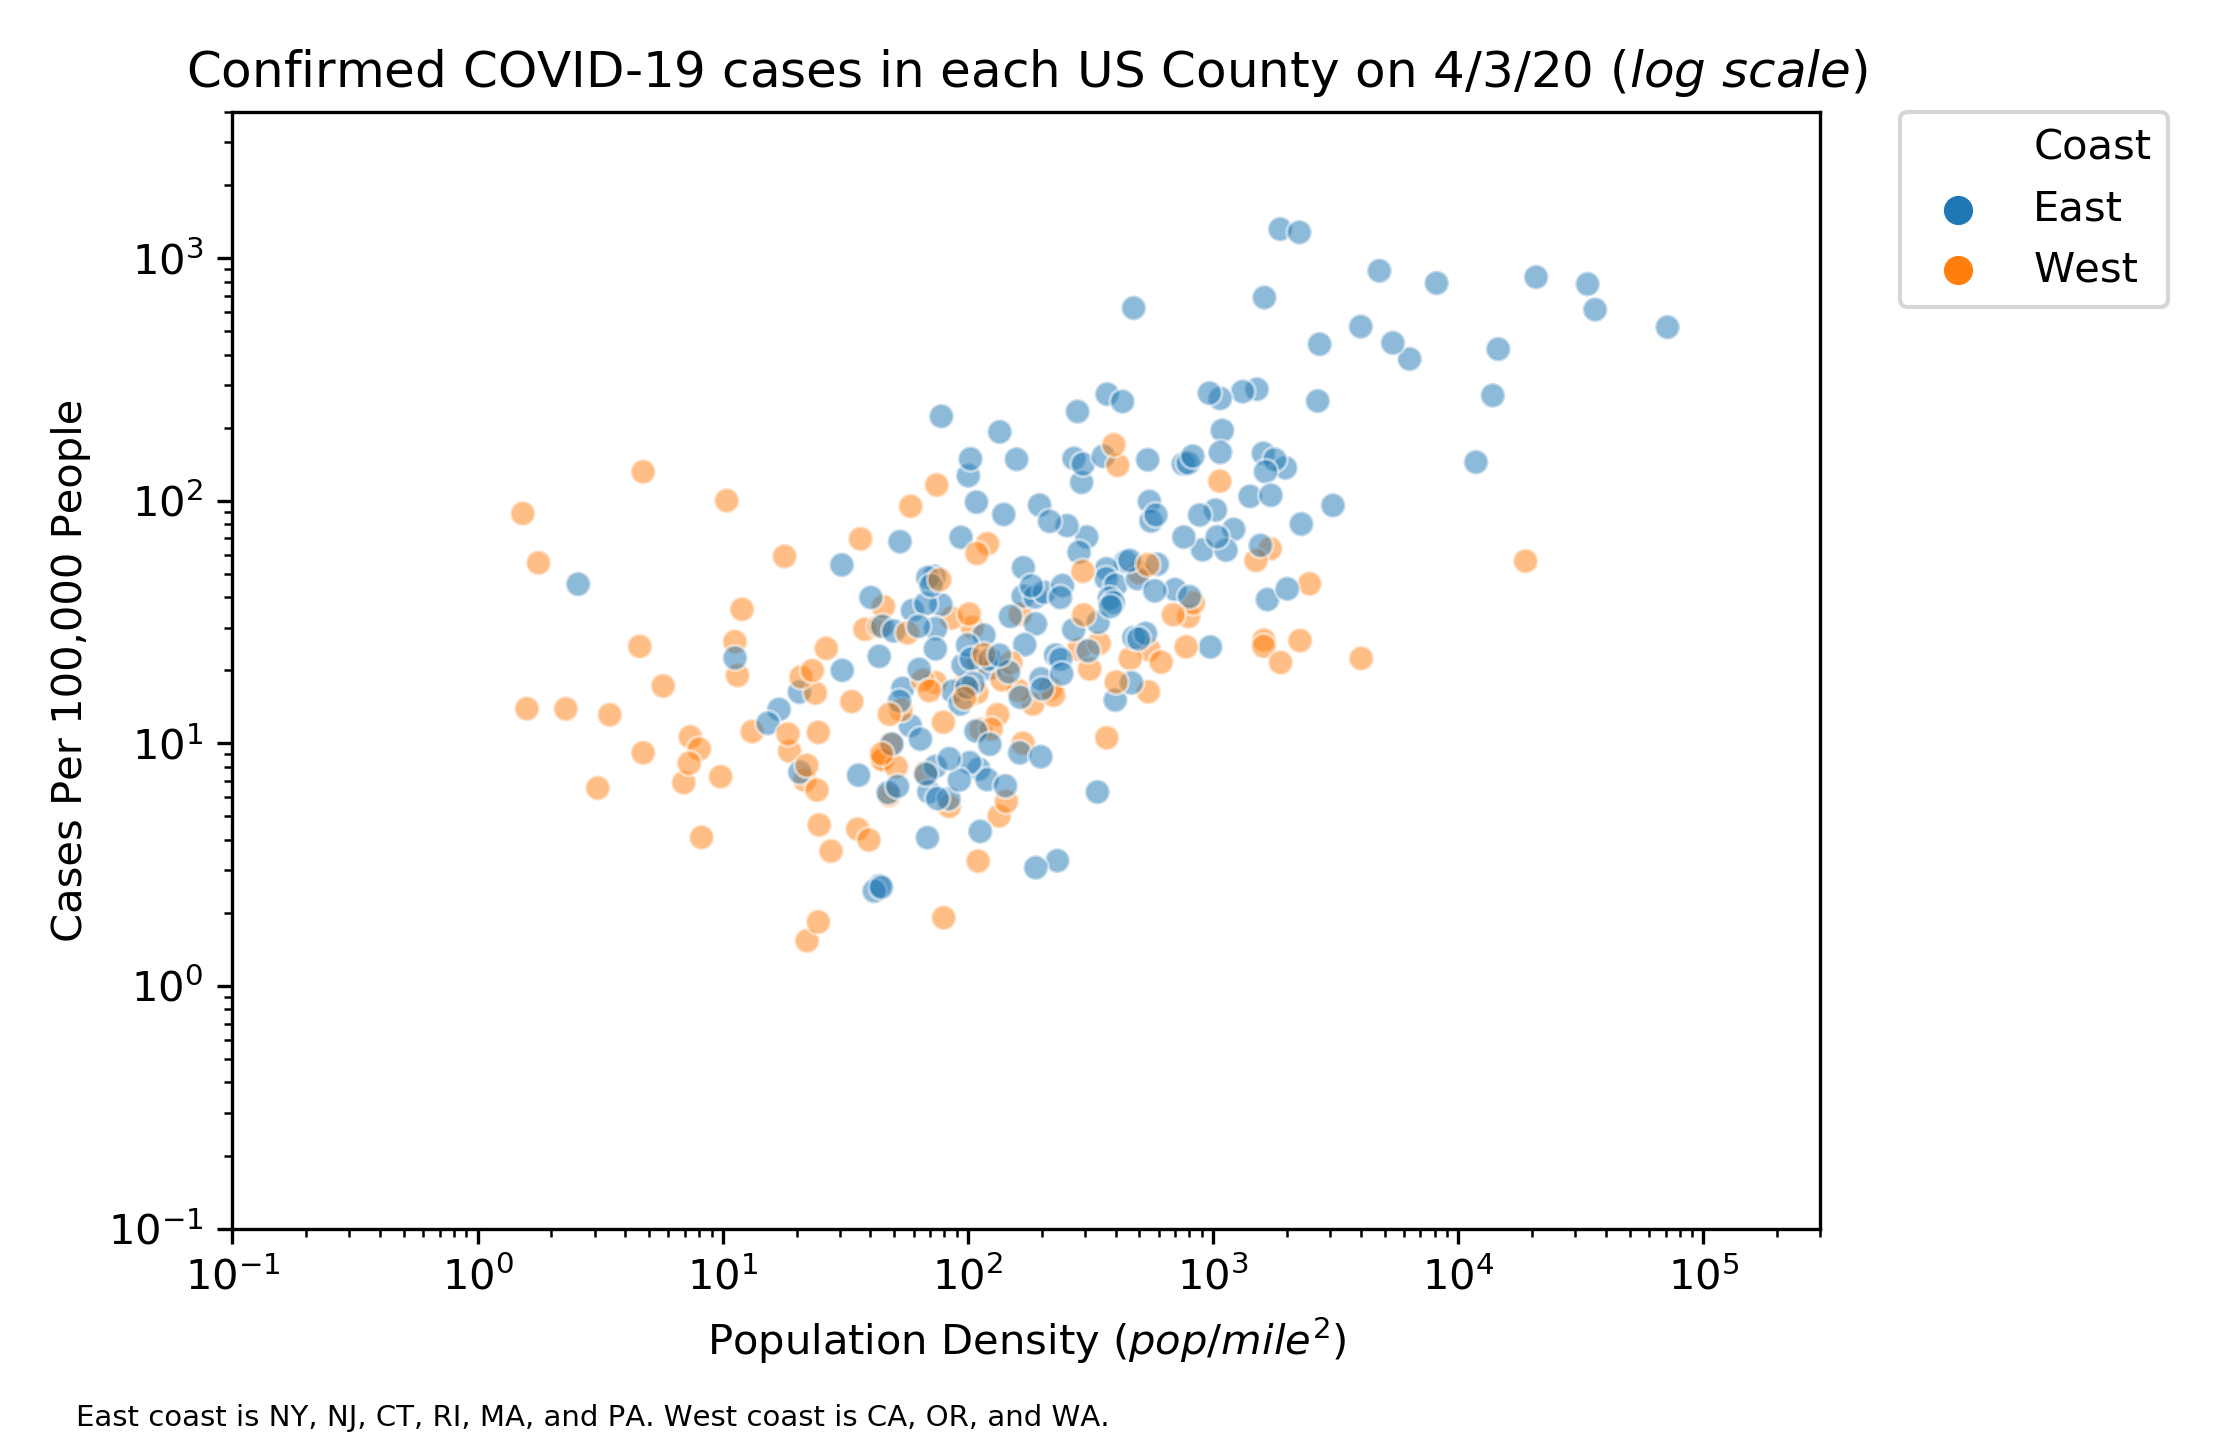 Confirmed COVID-19 cases in each US County on 4/3/20 (log scale)
Coast
East
West
10³
10²
10¹
10⁰
10⁻¹
Cases Per 100,000 People
10⁻¹ 10⁰ 10¹ 10² 10³ 10⁴ 10⁵
Population Density (pop/mile²)
East coast is NY, NJ, CT, RI, MA, and PA. West coast is CA, OR, and WA.